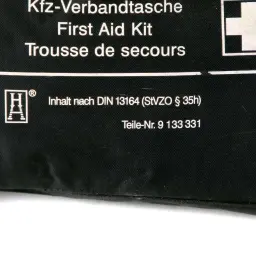 Kfz-Verbandtasche
First Aid Kit
Trousse de secours
®
Inhalt nach DIN 13164 (StVZO § 35h)
Teile-Nr. 9 133 331